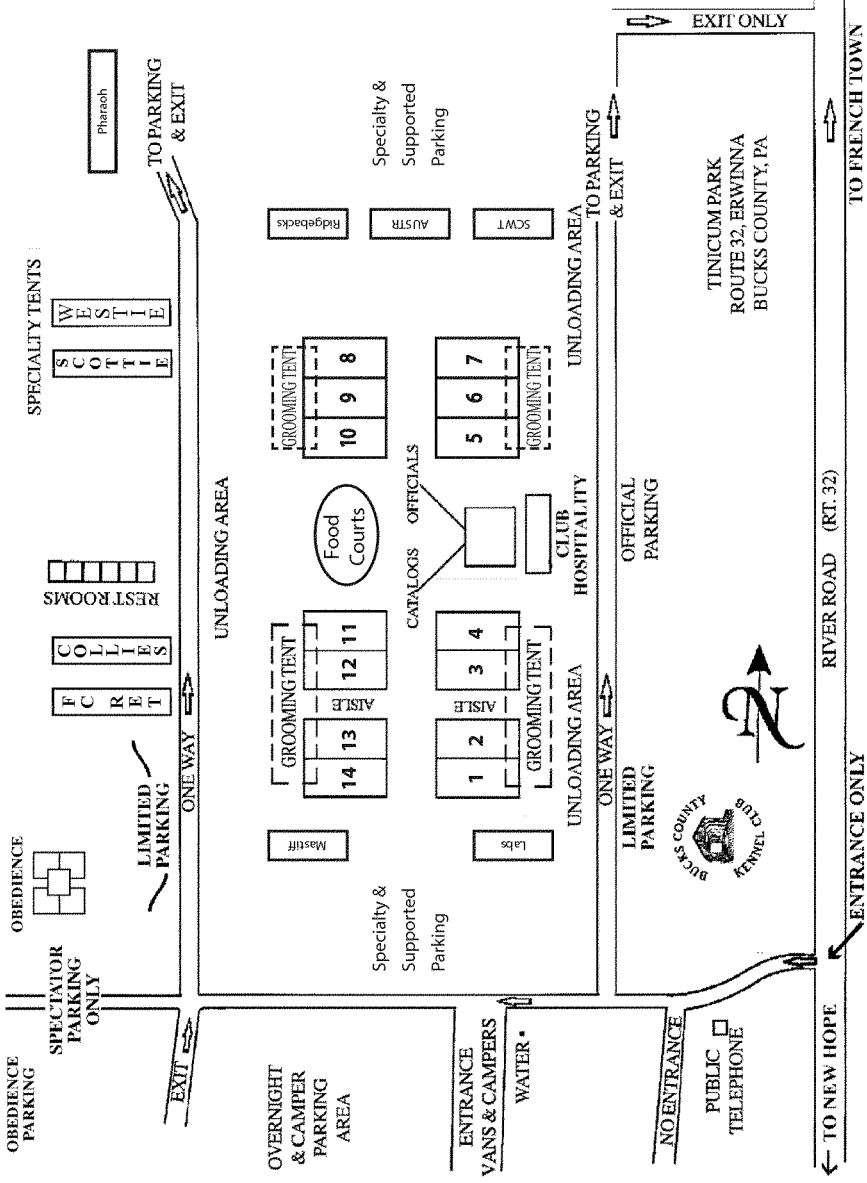 OBEDIENCE
PARKING
SPECTATOR
PARKING
ONLY
OBEDIENCE
LIMITED
PARKING
FC RET
COLLIES
REST ROOMS
SPECIALTY TENTS
SCOTTIE
WESTIE
Pharaoh
TO PARKING
& EXIT
EXIT
ONE WAY
UNLOADING AREA
OVERNIGHT
& CAMPER
PARKING
AREA
Specialty &
Supported
Parking
Mastiff
Labs
GROOMING TENT
14
13
AISLE
12
11
Food
Courts
GROOMING TENT
10
9
8
Ridgebacks
AUSTR
SCWT
Specialty &
Supported
Parking
CATALOGS
OFFICIALS
1
2
AISLE
3
4
GROOMING TENT
5
6
7
GROOMING TENT
CLUB
HOSPITALITY
ENTRANCE
VANS & CAMPERS
WATER
UNLOADING AREA
UNLOADING AREA
ONE WAY
TO PARKING
& EXIT
LIMITED
PARKING
OFFICIAL
PARKING
NO ENTRANCE
PUBLIC
TELEPHONE
BUCKS COUNTY
KENNEL CLUB
N
TINICUM PARK
ROUTE 32, ERWINNA
BUCKS COUNTY, PA
EXIT ONLY
RIVER ROAD (RT. 32)
TO NEW HOPE
ENTRANCE ONLY
TO FRENCH TOWN